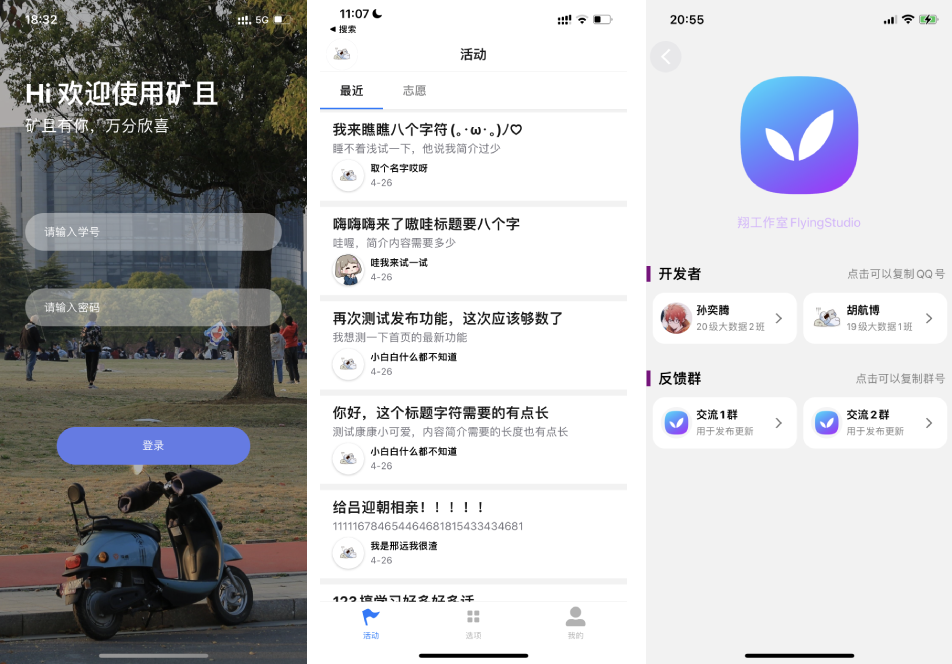 18:32
5G
Hi 欢迎使用矿且
矿且有你，万分欣喜
请输入学号
请输入密码
登录
11:07
◀ 搜索
活动
最近
志愿
我来瞧瞧八个字符(｡･ω･｡)ﾉ♡
睡不着浅试一下，他说我简介过少
取个名字哎呀
4-26
嗨嗨嗨来了嗷哇标题要八个字
哇喔，简介内容需要多少
哇我来试一试
4-26
再次测试发布功能，这次应该够数了
我想测一下首页的最新功能
小白白什么都不知道
4-26
你好，这个标题字符需要的有点长
测试康康小可爱，内容简介需要的长度也有点长
小白白什么都不知道
4-26
给吕迎朝相亲！！！！！
1111167846544646818154334346​81
我是邢远我很渣
4-26
123搞学习好多好多话
活动
选项
我的
20:55
翔工作室FlyingStudio
开发者
点击可以复制QQ号
孙奕腾
20级大数据2班
胡航博
19级大数据1班
反馈群
点击可以复制群号
交流1群
用于发布更新
交流2群
用于发布更新